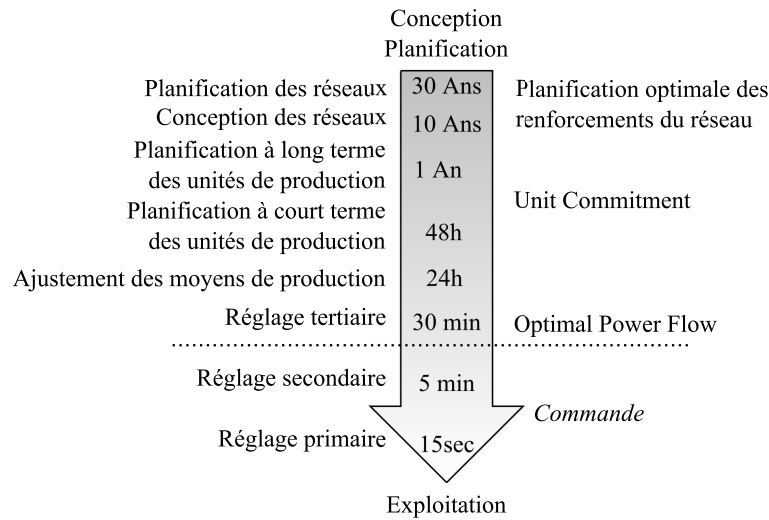 Conception
Planification
Planification des réseaux
30 Ans
Planification optimale des
Conception des réseaux
10 Ans
renforcements du réseau
Planification à long terme
des unités de production
1 An
Unit Commitment
Planification à court terme
des unités de production
48h
Ajustement des moyens de production
24h
Réglage tertiaire
30 min
Optimal Power Flow
Réglage secondaire
5 min
Commande
Réglage primaire
15sec
Exploitation